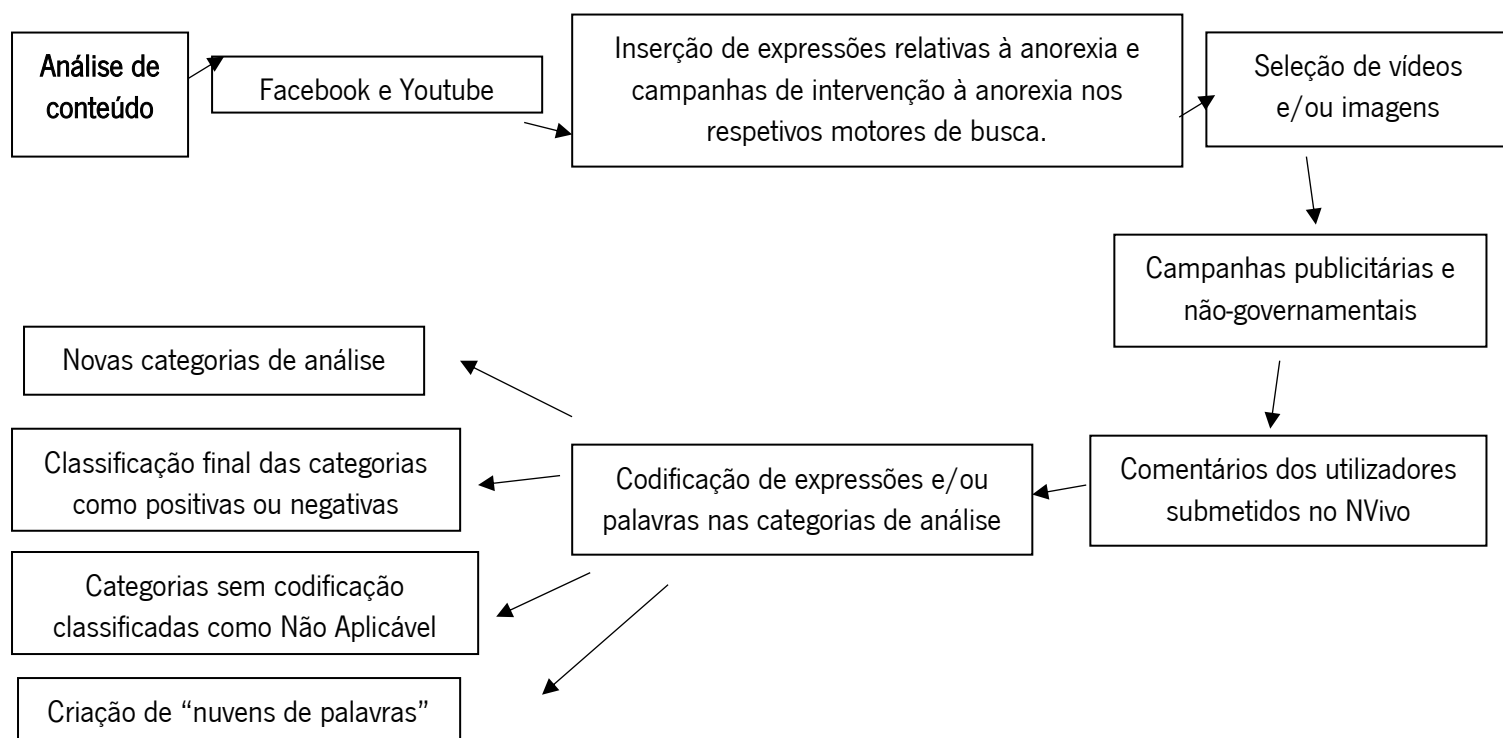 Análise de
conteúdo
Facebook e Youtube
Inserção de expressões relativas à anorexia e
campanhas de intervenção à anorexia nos
respetivos motores de busca.
Seleção de vídeos
e/ou imagens
Campanhas publicitárias e
não-governamentais
Comentários dos utilizadores
submetidos no NVivo
Codificação de expressões e/ou
palavras nas categorias de análise
Novas categorias de análise
Classificação final das categorias
como positivas ou negativas
Categorias sem codificação
classificadas como Não Aplicável
Criação de “nuvens de palavras”